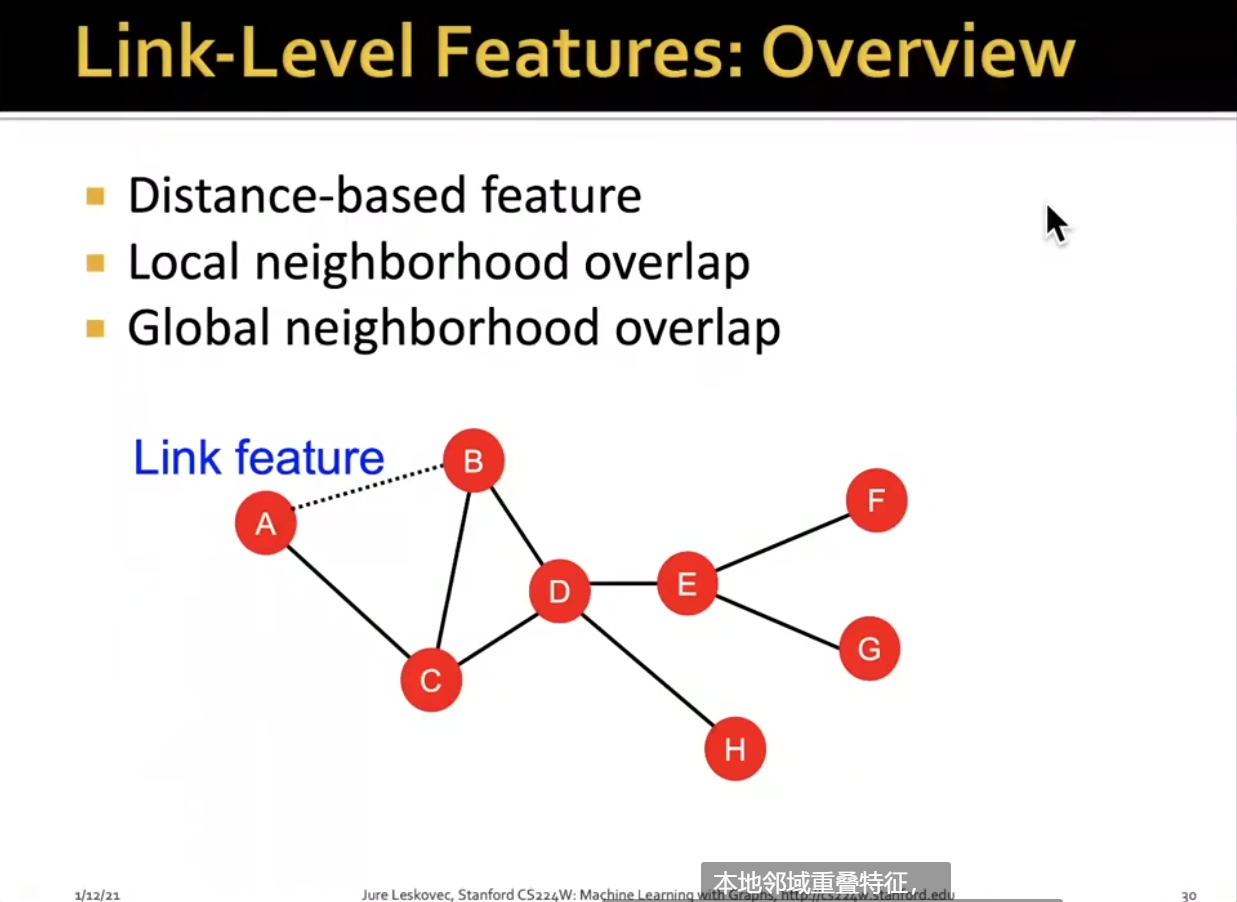 Link-Level Features: Overview
Distance-based feature
Local neighborhood overlap
Global neighborhood overlap
Link feature
B
A
F
D
E
G
C
H
本地邻域重叠特征,
1/12/21
Jure Leskovec, Stanford CS224W: Machine Learning with Graphs, http://cs224w.stanford.edu
30